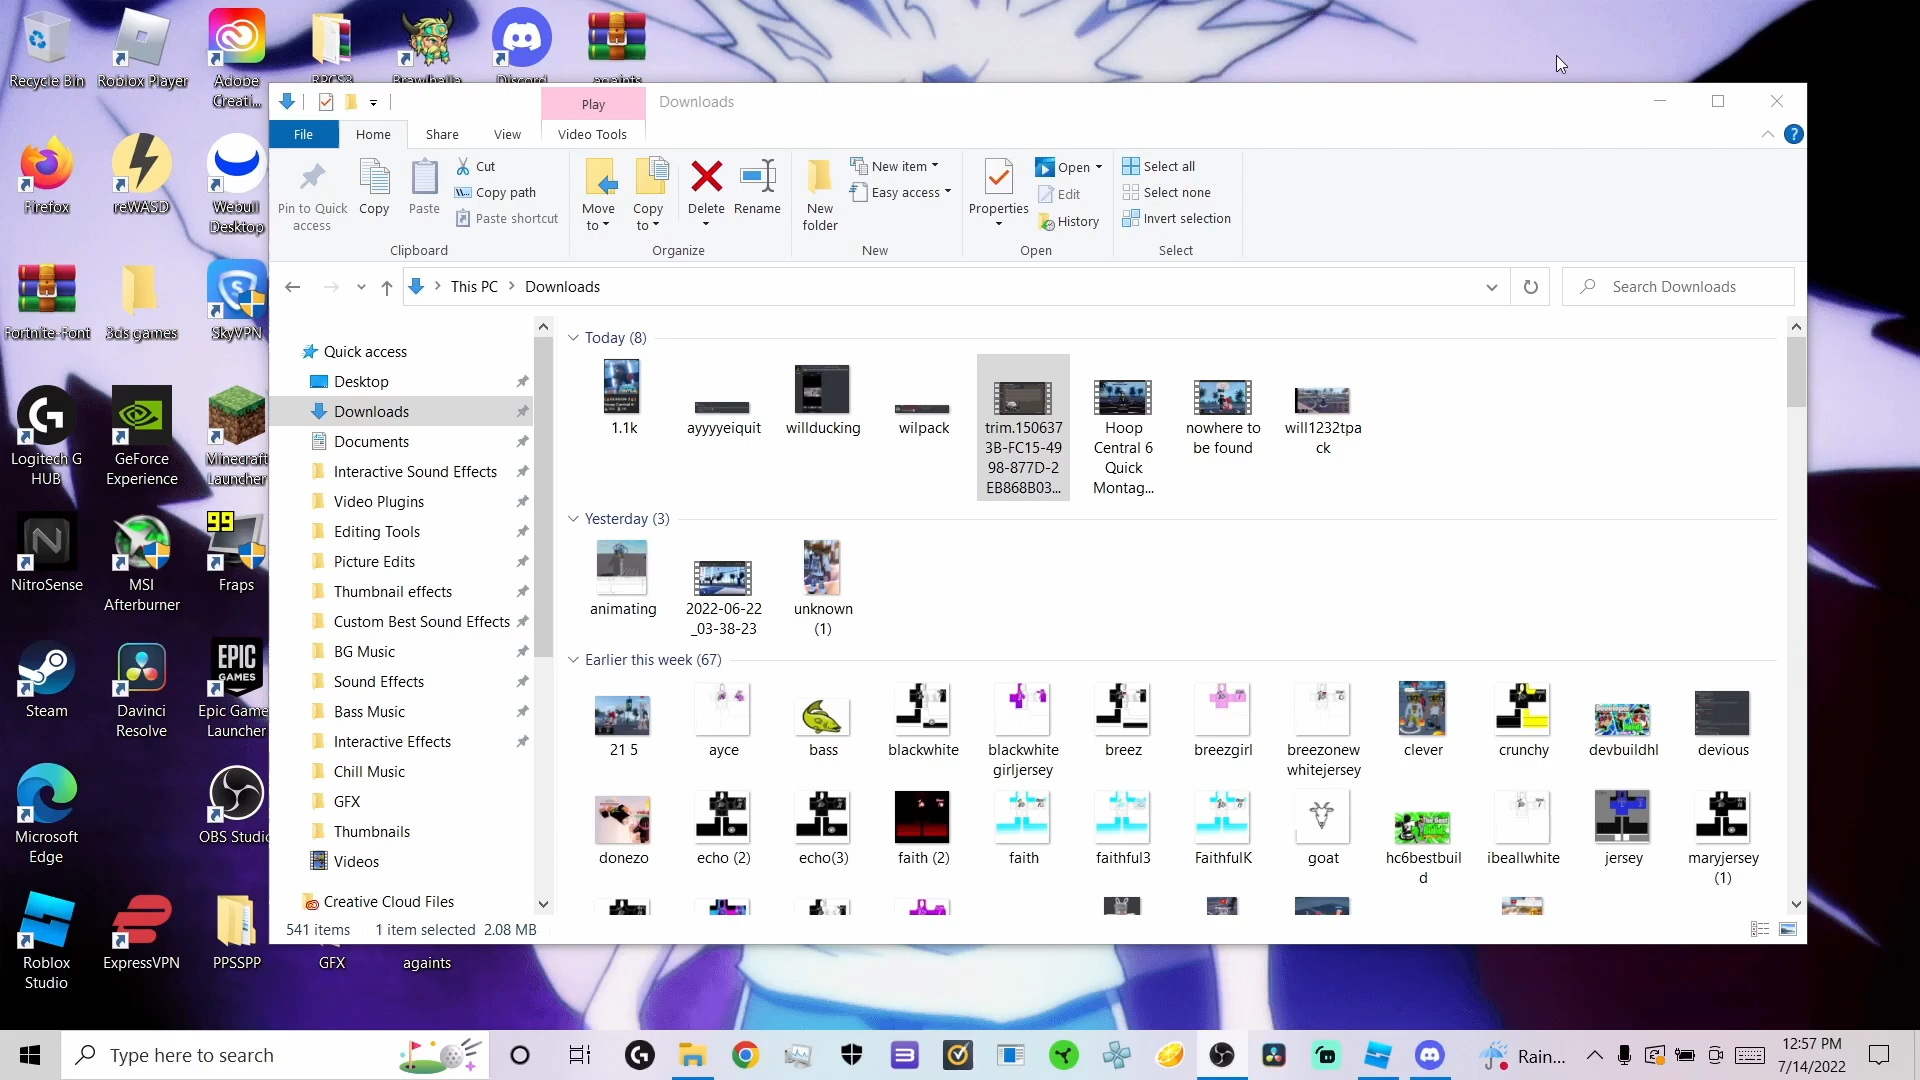 Recycle Bin
Roblox Player
Adobe
Creati...
RPCS3
Brawlhalla
Discord
againts
Firefox
reWASD
Webull
Desktop
Fortnite-Font
3ds games
SkyVPN
Logitech G
HUB
GeForce
Experience
Minecraft
Launcher
99
NitroSense
MSI
Afterburner
Fraps
EPIC
GAMES
Steam
Davinci
Resolve
Epic Game
Launcher
Microsoft
Edge
OBS Studio
Roblox
Studio
ExpressVPN
PPSSPP
GFX
againts
Play
Downloads
File
Home
Share
View
Video Tools
Pin to Quick
access
Copy
Paste
Cut
Copy path
Paste shortcut
Clipboard
Move
to
Copy
to
Delete
Rename
Organize
New
folder
New item
Easy access
New
Properties
Open
Edit
History
Open
Select all
Select none
Invert selection
Select
This PC
Downloads
Search Downloads
Quick access
Desktop
Downloads
Documents
Interactive Sound Effects
Video Plugins
Editing Tools
Picture Edits
Thumbnail effects
Custom Best Sound Effects
BG Music
Sound Effects
Bass Music
Interactive Effects
Chill Music
GFX
Thumbnails
Videos
Creative Cloud Files
Today (8)
1.1k
ayyyyeiquit
willducking
wilpack
trim.150637
3B-FC15-49
98-877D-2
EB868B03...
Hoop
Central 6
Quick
Montag...
nowhere to
be found
will1232tpa
ck
Yesterday (3)
animating
2022-06-22
_03-38-23
unknown
(1)
Earlier this week (67)
21 5
ayce
bass
blackwhite
blackwhite
girljersey
breez
breezgirl
breezonew
whitejersey
clever
crunchy
devbuildhl
devious
donezo
echo (2)
echo(3)
faith (2)
faith
faithful3
FaithfulK
goat
hc6bestbuil
d
ibeallwhite
jersey
maryjersey
(1)
541 items
1 item selected 2.08 MB
Type here to search
Rain...
12:57 PM
7/14/2022